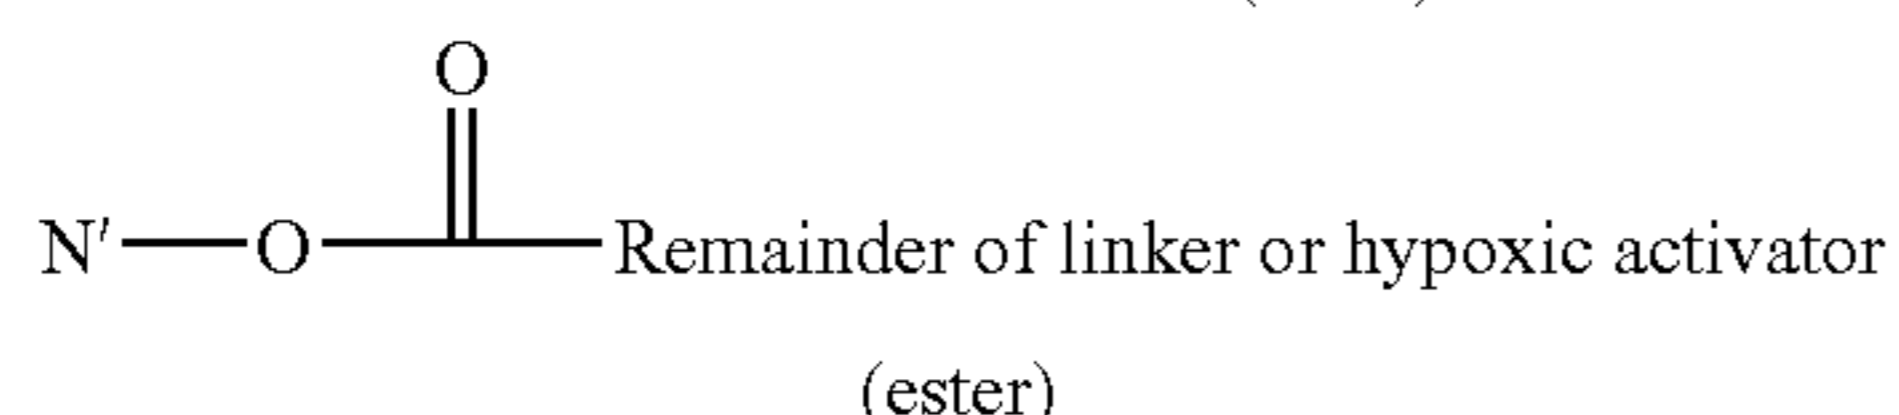 O
N'—O—Remainder of linker or hypoxic activator
(ester)